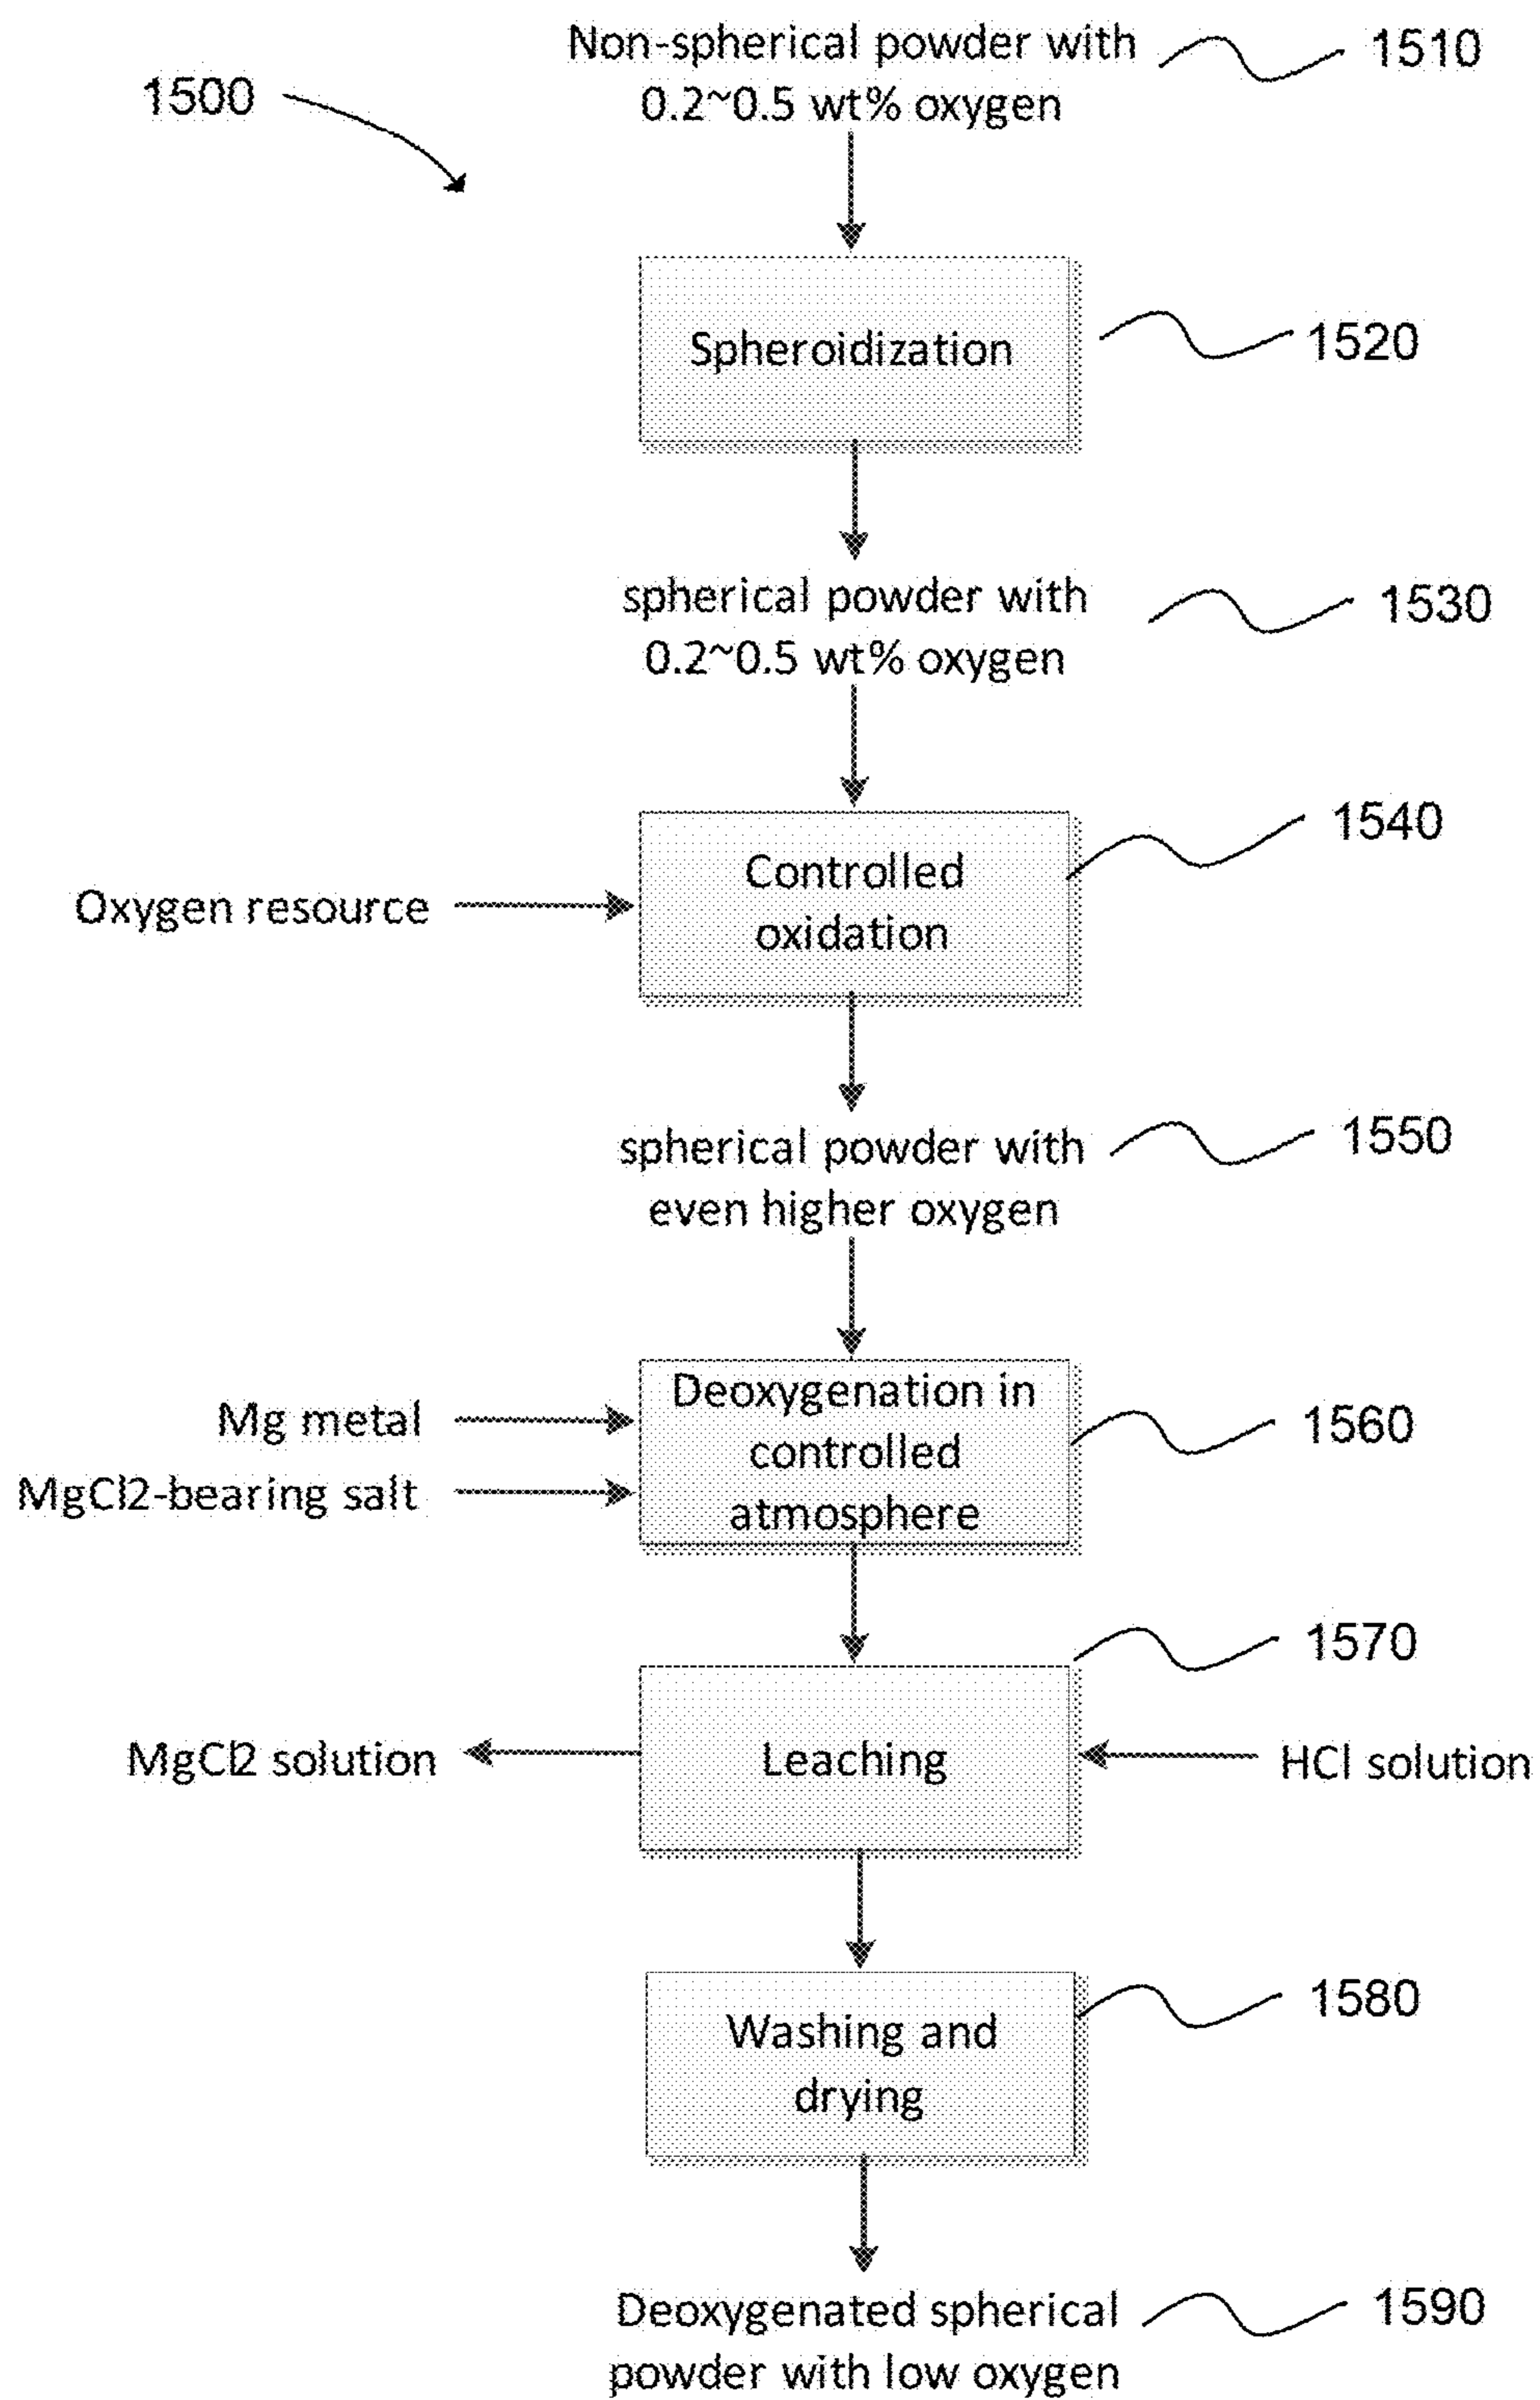 Non-spherical powder with
0.2~0.5 wt% oxygen
1510
1500
Spheroidization
1520
spherical powder with
0.2~0.5 wt% oxygen
1530
Oxygen resource
Controlled
oxidation
1540
spherical powder with
even higher oxygen
1550
Mg metal
MgCl2-bearing salt
Deoxygenation in
controlled
atmosphere
1560
1570
MgCl2 solution
Leaching
HCl solution
Washing and
drying
1580
Deoxygenated spherical
powder with low oxygen
1590